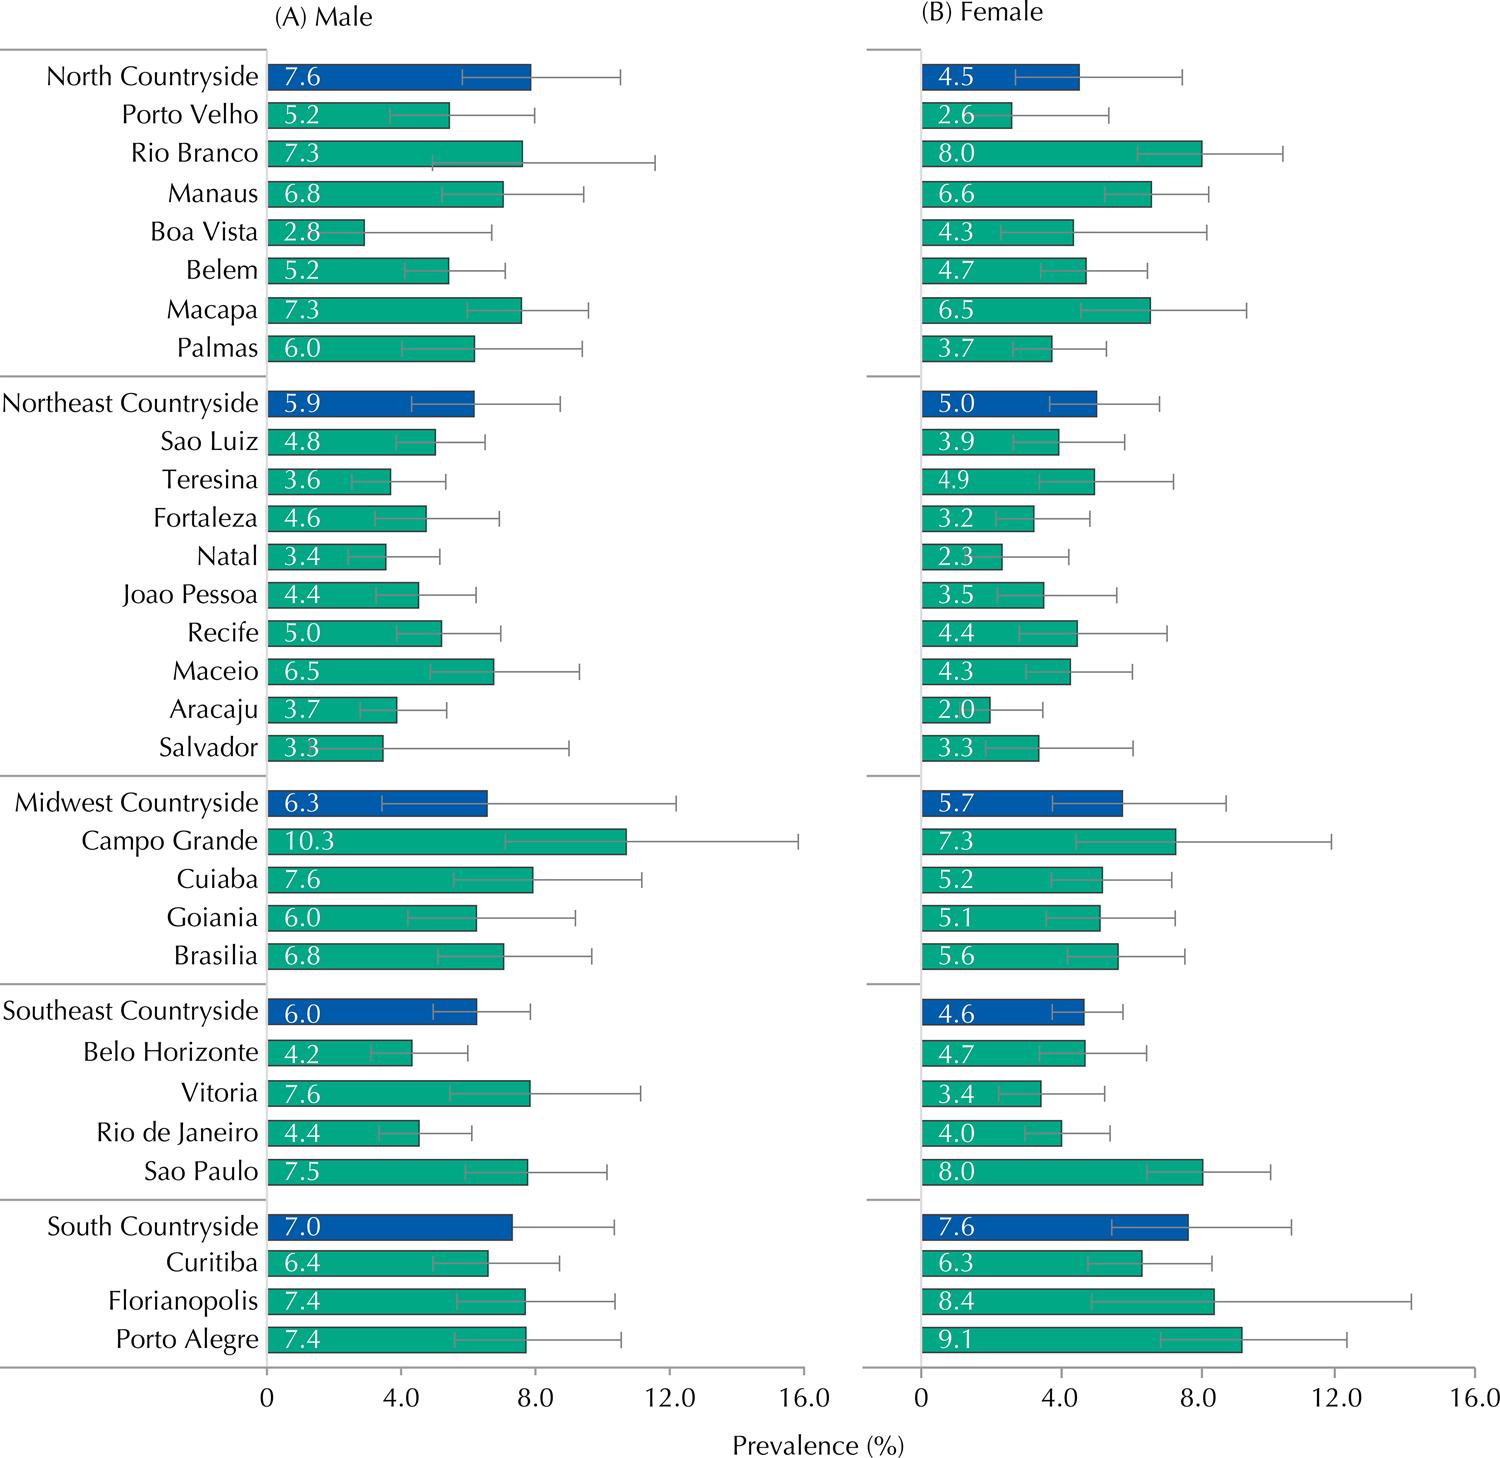 (A) Male (B) Female
North Countryside 7.6 4.5
Porto Velho 5.2 2.6
Rio Branco 7.3 8.0
Manaus 6.8 6.6
Boa Vista 2.8 4.3
Belem 5.2 4.7
Macapa 7.3 6.5
Palmas 6.0 3.7
Northeast Countryside 5.9 5.0
Sao Luiz 4.8 3.9
Teresina 3.6 4.9
Fortaleza 4.6 3.2
Natal 3.4 2.3
Joao Pessoa 4.4 3.5
Recife 5.0 4.4
Maceio 6.5 4.3
Aracaju 3.7 2.0
Salvador 3.3 3.3
Midwest Countryside 6.3 5.7
Campo Grande 10.3 7.3
Cuiaba 7.6 5.2
Goiania 6.0 5.1
Brasilia 6.8 5.6
Southeast Countryside 6.0 4.6
Belo Horizonte 4.2 4.7
Vitoria 7.6 3.4
Rio de Janeiro 4.4 4.0
Sao Paulo 7.5 8.0
South Countryside 7.0 7.6
Curitiba 6.4 6.3
Florianopolis 7.4 8.4
Porto Alegre 7.4 9.1
0 4.0 8.0 12.0 16.0 0 4.0 8.0 12.0 16.0
Prevalence (%)